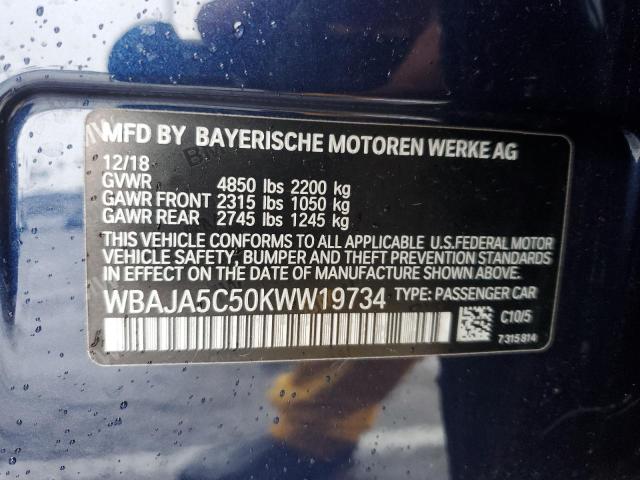 MFD BY BAYERISCHE MOTOREN WERKE AG
12/18
GVWR 4850 lbs 2200 kg
GAWR FRONT 2315 lbs 1050 kg
GAWR REAR 2745 lbs 1245 kg
THIS VEHICLE CONFORMS TO ALL APPLICABLE U.S.FEDERAL MOTOR
VEHICLE SAFETY, BUMPER AND THEFT PREVENTION STANDARDS
IN EFFECT ON THE DATE OF MANUFACTURE SHOWN ABOVE.
WBAJA5C50KWW19734 TYPE: PASSENGER CAR
C10/5
7315814